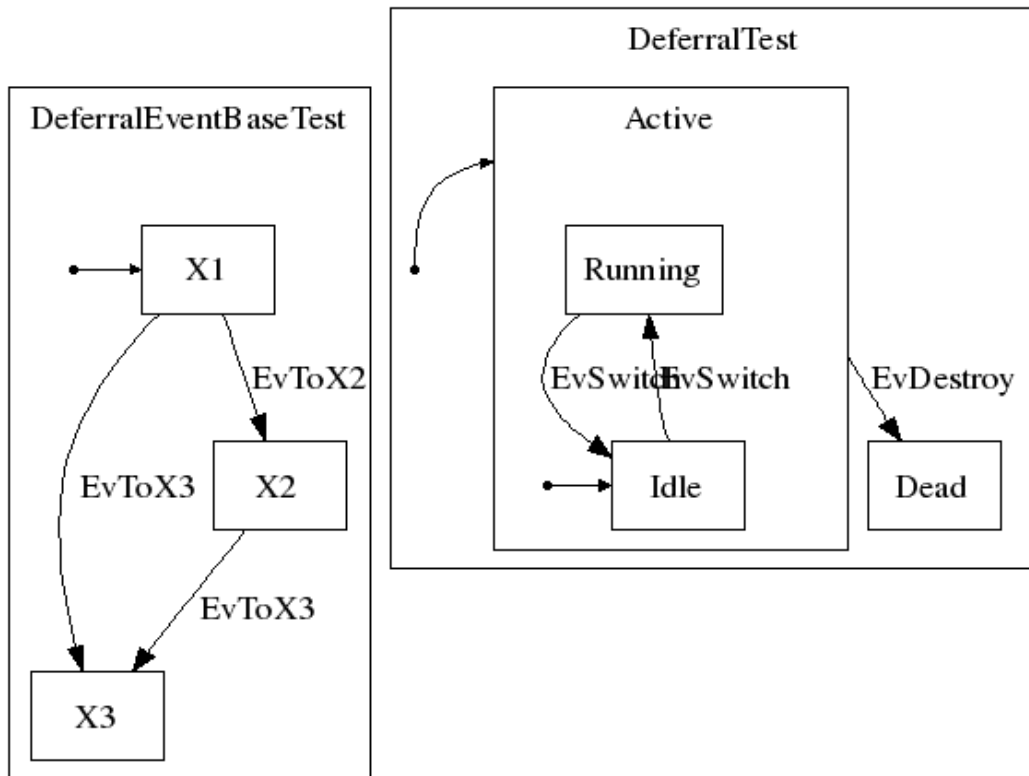 DeferralEventBaseTest
X1
EvToX2
EvToX3
X2
EvToX3
X3
DeferralTest
Active
Running
EvSwitch
EvSwitch
EvDestroy
Idle
Dead